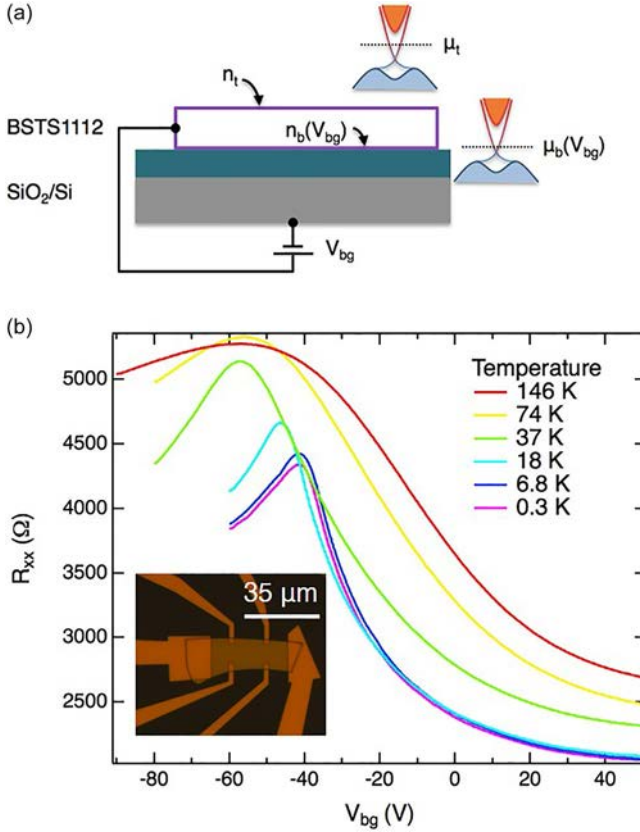 (a)
μt
nt
BSTS1112
nb(Vbg)
μb(Vbg)
SiO2/Si
Vbg
(b)
Temperature
146 K
74 K
37 K
18 K
6.8 K
0.3 K
5000
4500
4000
3500
3000
2500
Rxx(Ω)
35 μm
-80 -60 -40 -20 0 20 40
Vbg (V)